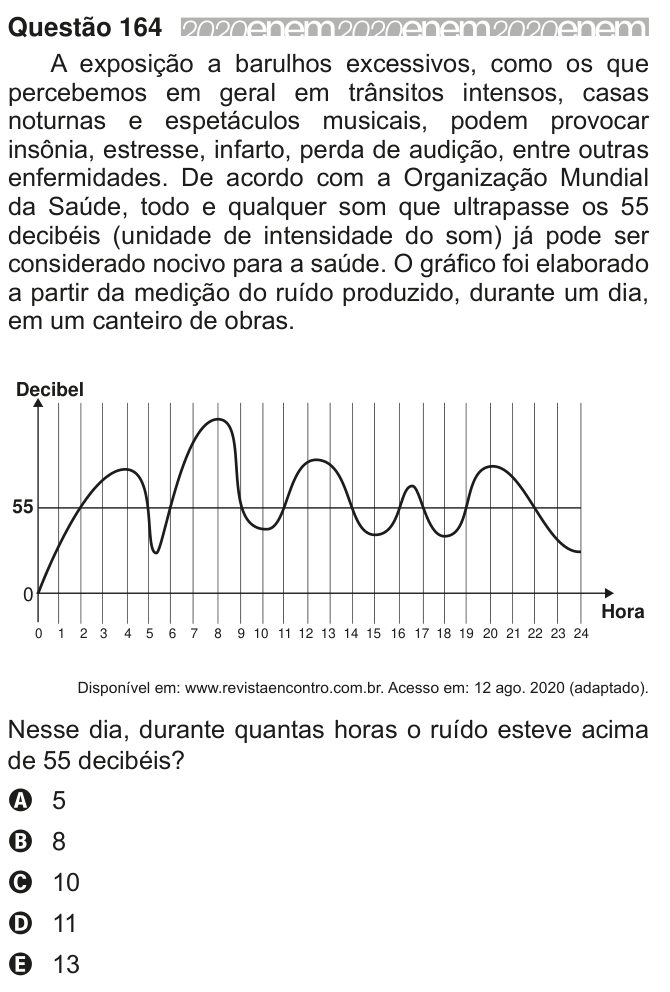 Questão 164 2020enem2020enem2020enem
A exposição a barulhos excessivos, como os que
percebemos em geral em trânsitos intensos, casas
noturnas e espetáculos musicais, podem provocar
insônia, estresse, infarto, perda de audição, entre outras
enfermidades. De acordo com a Organização Mundial
da Saúde, todo e qualquer som que ultrapasse os 55
decibéis (unidade de intensidade do som) já pode ser
considerado nocivo para a saúde. O gráfico foi elaborado
a partir da medição do ruído produzido, durante um dia,
em um canteiro de obras.
Decibel
55
0
Hora
0 1 2 3 4 5 6 7 8 9 10 11 12 13 14 15 16 17 18 19 20 21 22 23 24
Disponível em: www.revistaencontro.com.br. Acesso em: 12 ago. 2020 (adaptado).
Nesse dia, durante quantas horas o ruído esteve acima
de 55 decibéis?
A 5
B 8
C 10
D 11
E 13